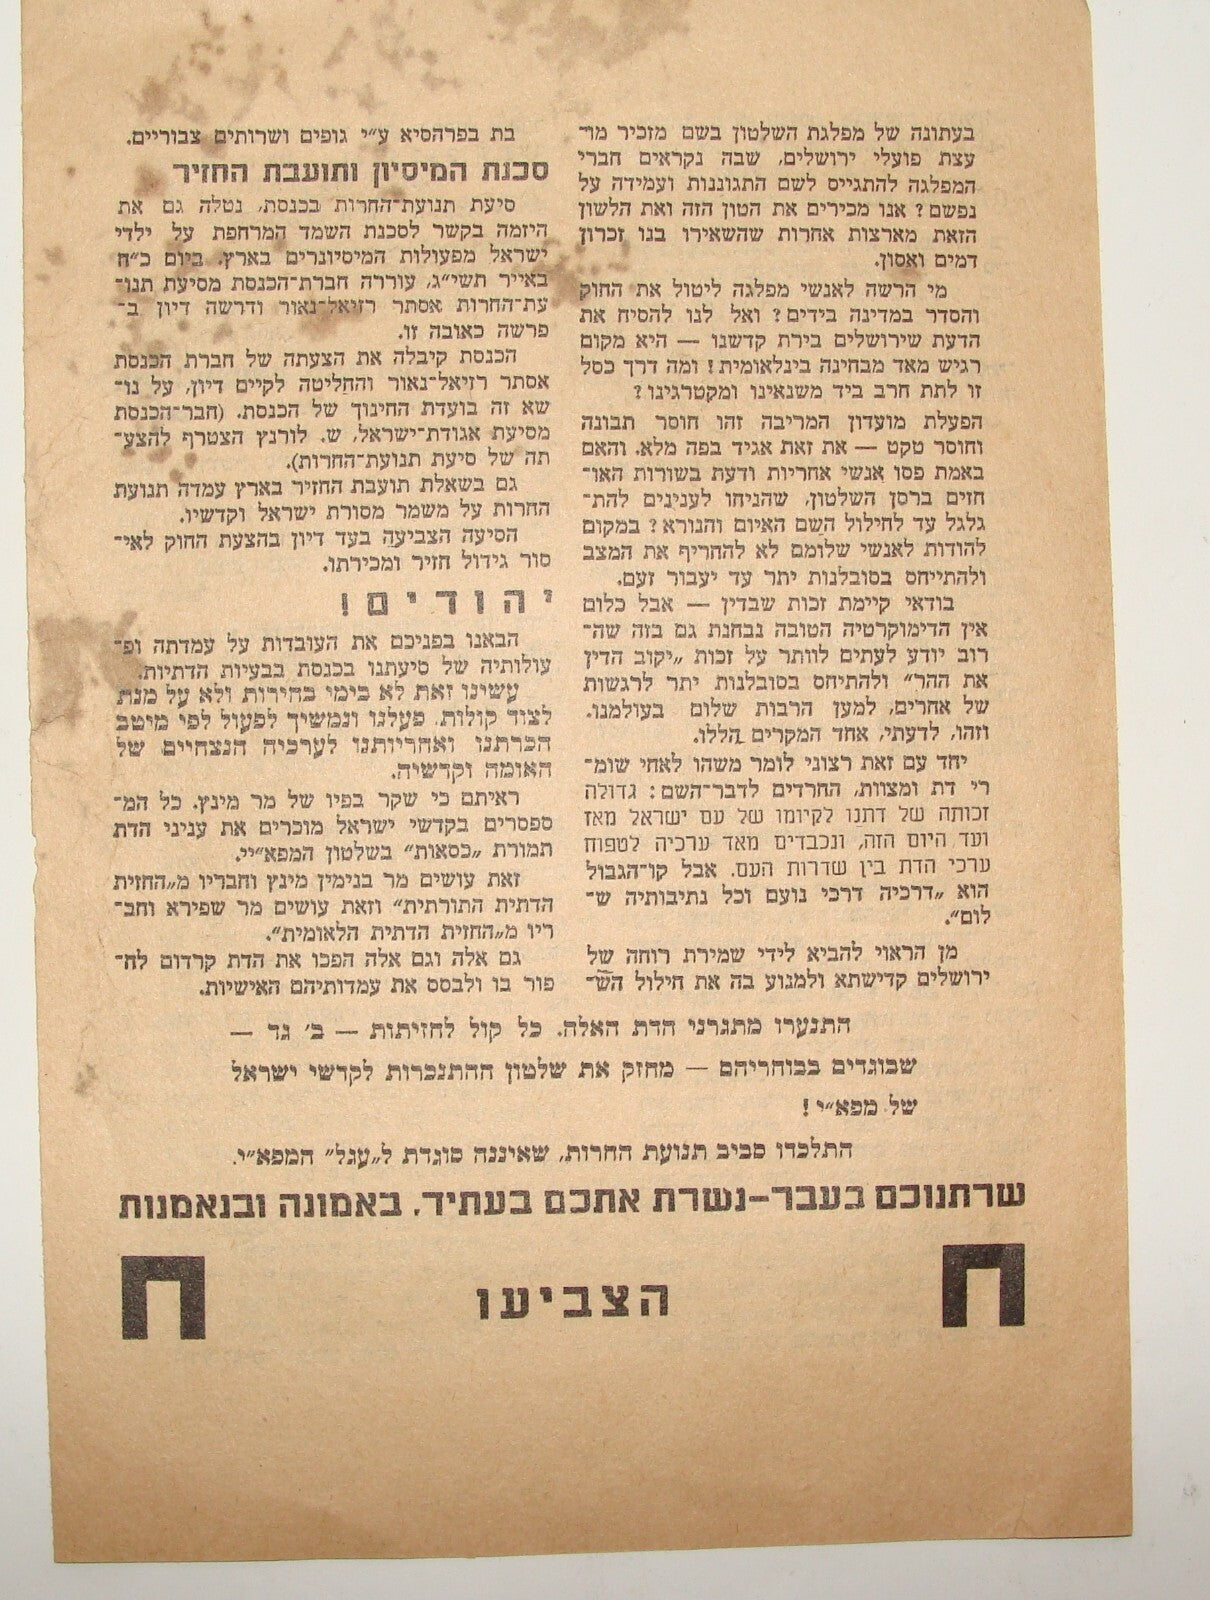 בעתונה של מפלגת השלטון בשם מזכיר מו־
עצת פועלי ירושלים, שבה נקראים חברי
המפלגה להתגייס לשם התגוננות ועמידה על
נפשם? אנו מכירים את הטון הזה ואת הלשון
הזאת מארצות אחרות שהשאירו בנו זכרון
דמים ואסון.
מי הרשה לאנשי מפלגה ליטול את החוק
והסדר במדינה בידים? ואל לנו להסיח את
הדעת שירושלים בירת קדשנו — היא מקום
רגיש מאד מבחינה בינלאומית! ומה דרך כסל
זו לתת חרב ביד משנאינו ומקטרגינו?
הפעלת מועדון המריבה זהו חוסר תבונה
וחוסר טקט — את זאת אגיד בפה מלא. והאם
באמת פסו אנשי אחריות ודעת בשורות האו־
חזים ברסן השלטון, שהניחו לענינים להת־
גלגל עד לחילול השם האיום והנורא? במקום
להודות לאנשי שלומם לא להחריף את המצב
ולהתייחס בסובלנות יתר עד יעבור זעם.
בודאי קיימת זכות שבדין — אבל כלום
אין הדימוקרטיה הטובה נבחנת גם בזה שה־
רוב יודע לעתים לוותר על זכות „יקוב הדין
את ההר״ ולהתיחס בסובלנות יתר לרגשות
של אחרים, למען הרבות שלום בעולמנו.
וזהו, לדעתי, אחד המקרים הללו.
יחד עם זאת רצוני לומר משהו לאחי שומ־
רי דת ומצוות, החרדים לדבר־השם: גדולה
זכותה של דתנו לקיומו של עם ישראל מאז
ועד היום הזה, ונכבדים מאד ערכיה לטפוח
ערכי הדת בין שדרות העם. אבל קו־הגבול
הוא „דרכיה דרכי נועם וכל נתיבותיה ש־
לום״.
מן הראוי להביא לידי שמירת רוחה של
ירושלים קדישתא ולמנוע בה את חילול הש־
בת בפרהסיא ע״י גופים ושרותים צבוריים.
סכנת המיסיון ותועבת החזיר
סיעת תנועת־החרות בכנסת, נטלה גם את
היזמה בקשר לסכנת השמד המרחפת על ילדי
ישראל מפעולות המיסיונרים בארץ. ביום כ״ח
באייר תשי״ג, עוררה חברת־הכנסת מסיעת תנו־
עת־החרות אסתר רזיאל־נאור ודרשה דיון ב־
פרשה כאובה זו.
הכנסת קיבלה את הצעתה של חברת הכנסת
אסתר רזיאל־נאור והחליטה לקיים דיון, על נו־
שא זה בועדת החינוך של הכנסת. (חבר־הכנסת
מסיעת אגודת־ישראל, ש. לורנץ הצטרף להצע־
תה של סיעת תנועת־החרות).
גם בשאלת תועבת החזיר בארץ עמדה תנועת
החרות על משמר מסורת ישראל וקדשיו.
הסיעה הצביעה בעד דיון בהצעת החוק לאי־
סור גידול חזיר ומכירתו.
יהודים!
הבאנו בפניכם את העובדות על עמדתה ופ־
עולותיה של סיעתנו בכנסת בבעיות הדתיות.
עשינו זאת לא בימי בחירות ולא על מנת
לצוד קולות. פעלנו ונמשיך לפעול לפי מיטב
הכרתנו ואחריותנו לערכיה הנצחיים של
האומה וקדשיה.
ראיתם כי שקר בפיו של מר מינץ. כל המ־
ספסרים בקדשי ישראל מוכרים את עניני הדת
תמורת „כסאות״ בשלטון המפא״יי.
זאת עושים מר בנימין מינץ וחבריו מ„החזית
הדתית התורתית״ וזאת עושים מר שפירא וחב־
ריו מ„החזית הדתית הלאומית״.
גם אלה וגם אלה הפכו את הדת קרדום לח־
פור בו ולבסס את עמדותיהם האישיות.
התנערו מתגרני הדת האלה. כל קול לחזיתות — ב׳ גד —
שבוגדים בבוחריהם — מחזק את שלטון ההתנכרות לקדשי ישראל
של מפא״י!
התלכדו סביב תנועת החרות, שאיננה סוגדת ל„עגל״ המפא״י.
שרתנוכם בעבר–נשרת אתכם בעתיד, באמונה ובנאמנות
ח הצביעו ח